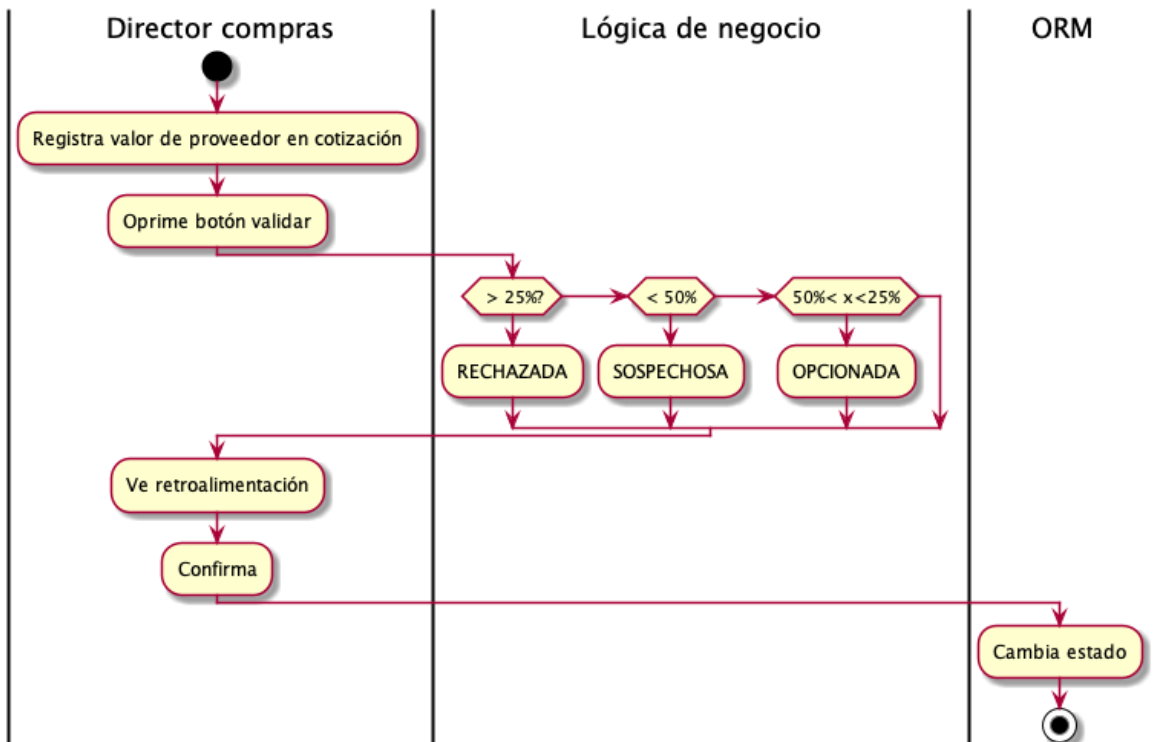 Director compras
Lógica de negocio
ORM
Registra valor de proveedor en cotización
Oprime botón validar
> 25%?
< 50%
50%< x<25%
RECHAZADA
SOSPECHOSA
OPCIONADA
Ve retroalimentación
Confirma
Cambia estado